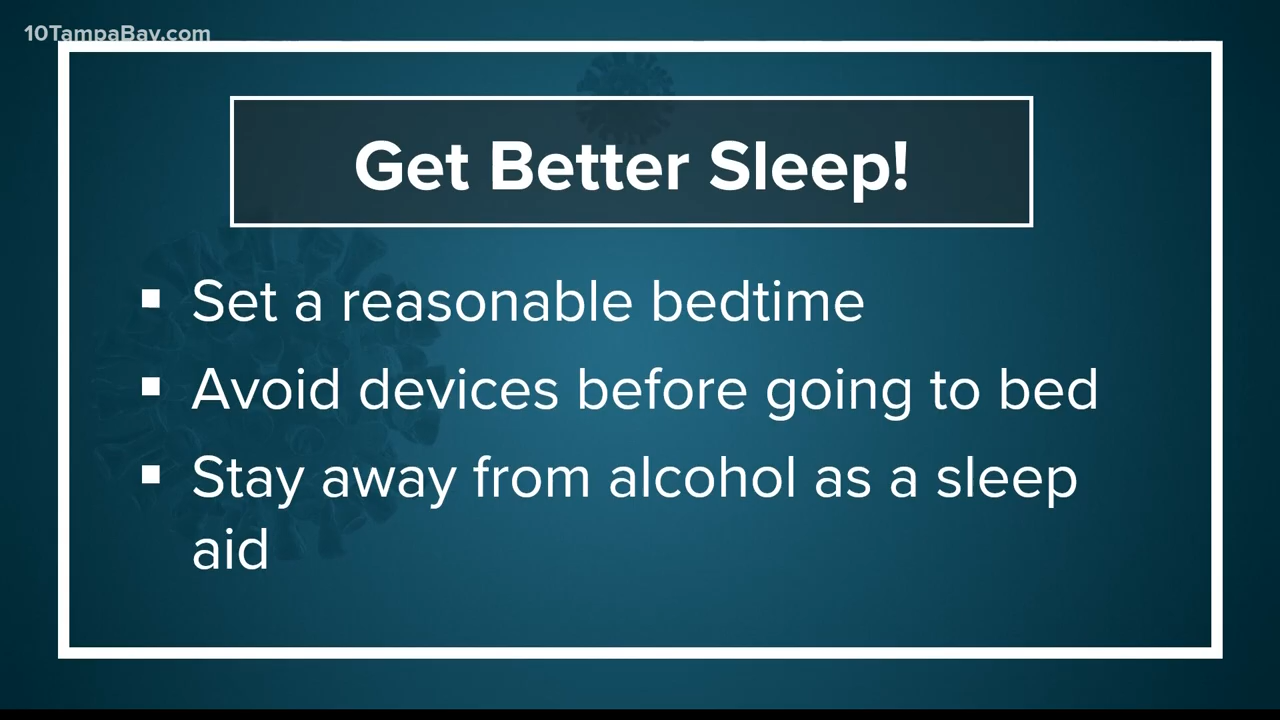 10TampaBay.com
Get Better Sleep!
▪ Set a reasonable bedtime
▪ Avoid devices before going to bed
▪ Stay away from alcohol as a sleep
aid